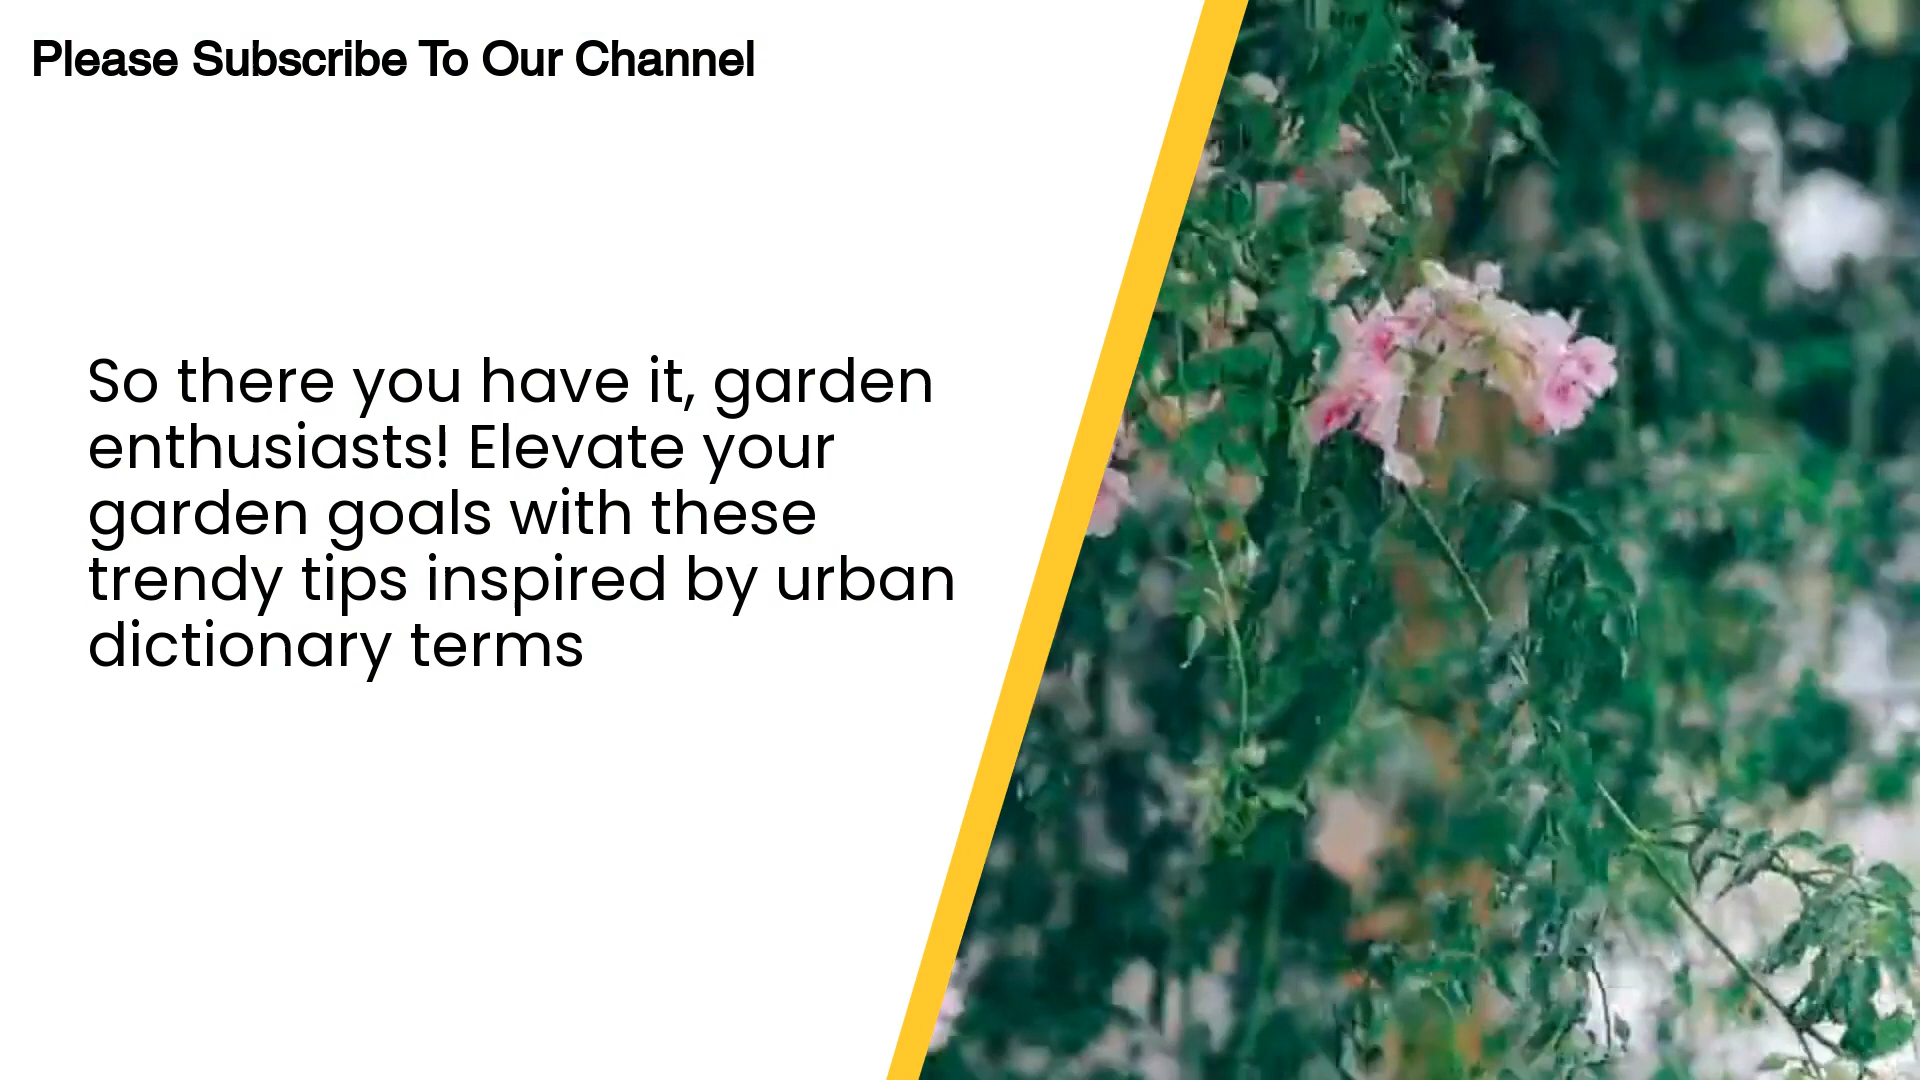 Please Subscribe To Our Channel
So there you have it, garden
enthusiasts! Elevate your
garden goals with these
trendy tips inspired by urban
dictionary terms